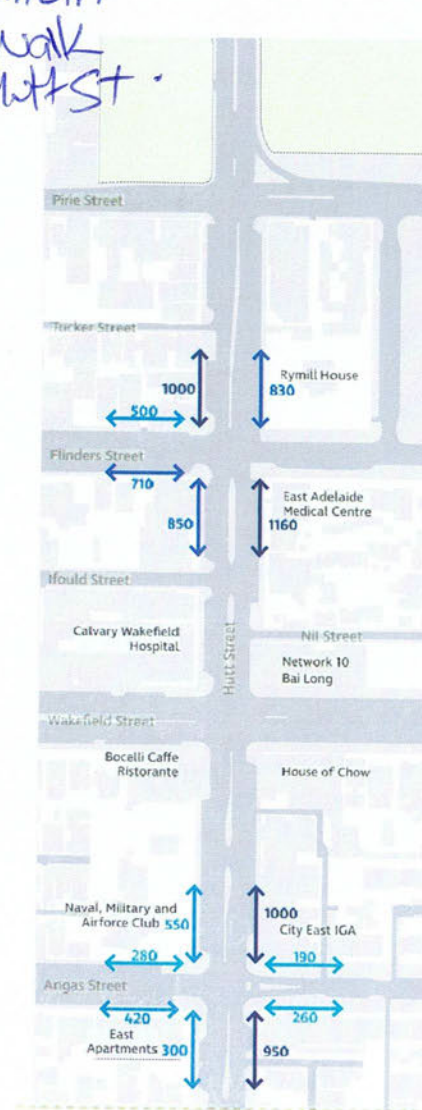 walk
Hutt St.
Pirie Street
Tucker Street
Rymill House
1000
830
500
Flinders Street
710
850
East Adelaide
Medical Centre
1160
Ifould Street
Calvary Wakefield
Hospital
Hutt Street
Nil Street
Network 10
Bai Long
Wakefield Street
Bocelli Caffe
Ristorante
House of Chow
Naval, Military and
Airforce Club 550
1000
City East IGA
280
190
Angas Street
420
260
East
Apartments 300
950